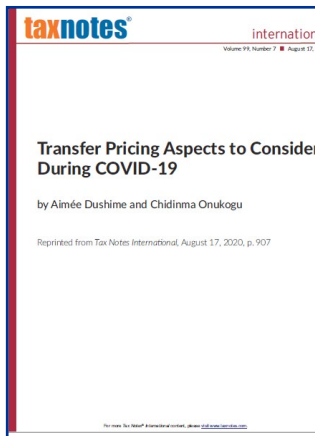 taxnotes®
internation
Volume 99, Number 7 ■ August 17,
Transfer Pricing Aspects to Consider
During COVID-19
by Aimée Dushime and Chidinma Onukogu
Reprinted from Tax Notes International, August 17, 2020, p. 907
For more Tax Notes® International content, please visit www.taxnotes.com.